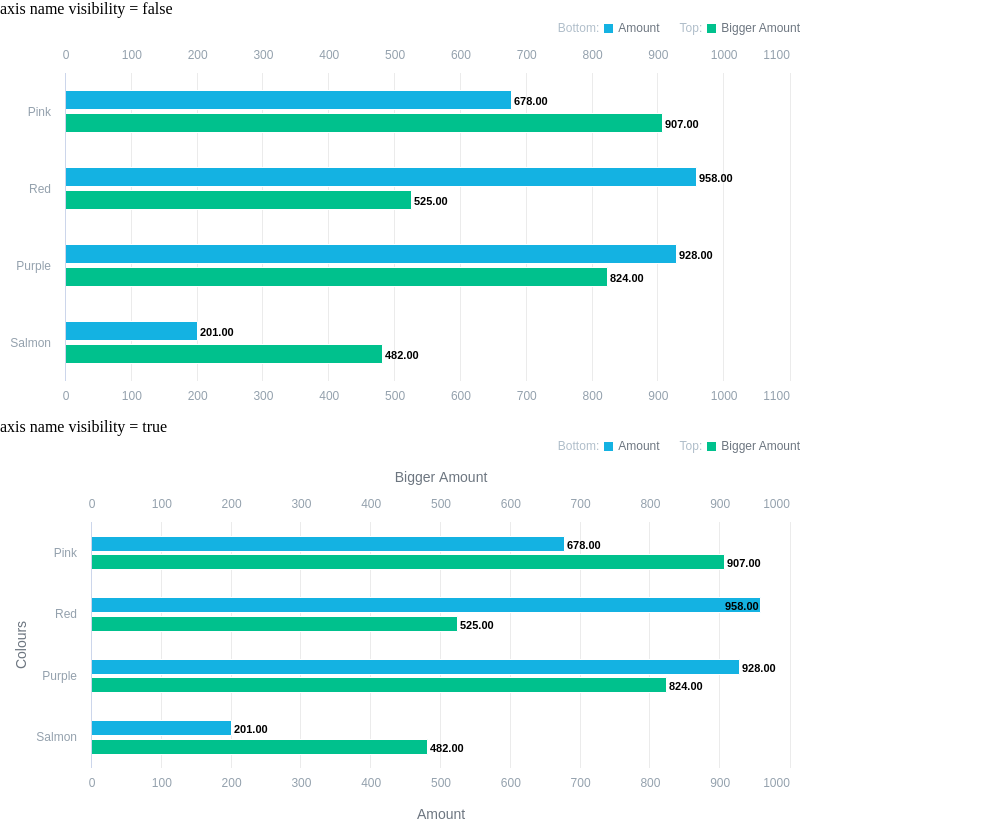 axis name visibility = false
Bottom: Amount Top: Bigger Amount
0 100 200 300 400 500 600 700 800 900 1000 1100
Pink 678.00
907.00
Red 958.00
525.00
Purple 928.00
824.00
Salmon 201.00
482.00
0 100 200 300 400 500 600 700 800 900 1000 1100
axis name visibility = true
Bottom: Amount Top: Bigger Amount
Bigger Amount
0 100 200 300 400 500 600 700 800 900 1000
Colours
Pink 678.00
907.00
Red 958.00
525.00
Purple 928.00
824.00
Salmon 201.00
482.00
0 100 200 300 400 500 600 700 800 900 1000
Amount